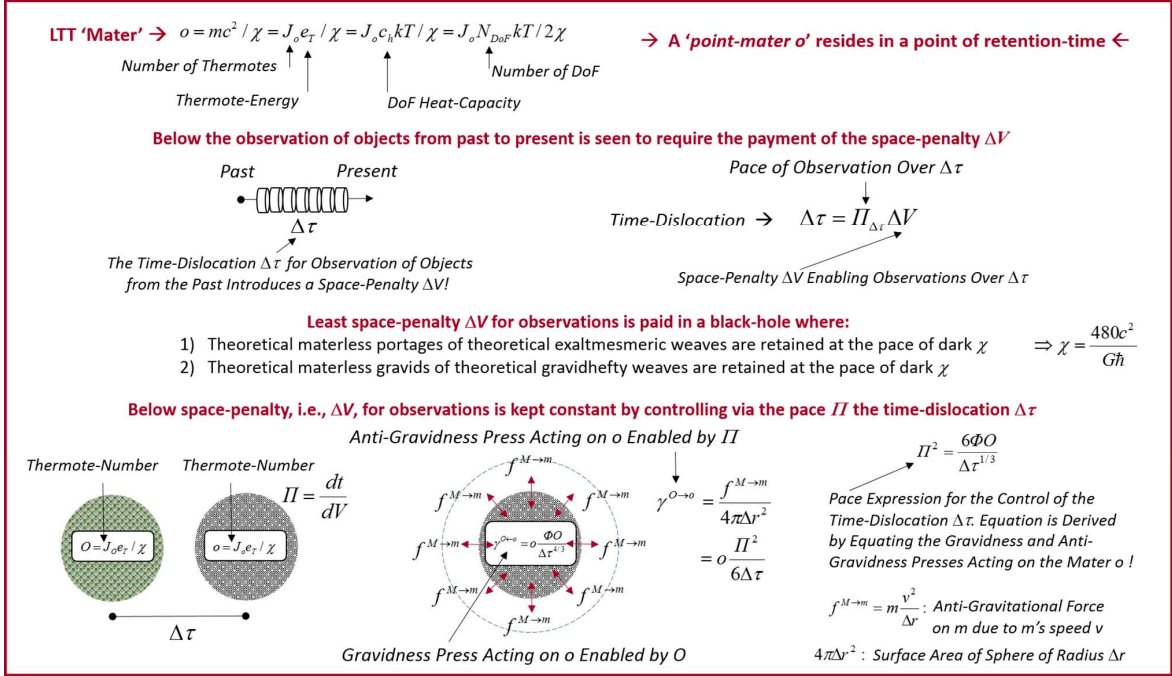 LTT 'Mater' → o = mc² / χ = J_o e_T / χ = J_o c_h kT / χ = J_o N_DoF kT / 2χ
→ A 'point-mater o' resides in a point of retention-time ←
Number of Thermotes
Number of DoF
Thermote-Energy
DoF Heat-Capacity
Below the observation of objects from past to present is seen to require the payment of the space-penalty ΔV
Past
Present
Δτ
The Time-Dislocation Δτ for Observation of Objects
from the Past Introduces a Space-Penalty ΔV!
Pace of Observation Over Δτ
Time-Dislocation → Δτ = Π_Δτ ΔV
Space-Penalty ΔV Enabling Observations Over Δτ
Least space-penalty ΔV for observations is paid in a black-hole where:
1) Theoretical materless portages of theoretical exaltmesmeric weaves are retained at the pace of dark χ
2) Theoretical materless gravids of theoretical gravidhefty weaves are retained at the pace of dark χ
⇒ χ = 480c² / Għ
Below space-penalty, i.e., ΔV, for observations is kept constant by controlling via the pace Π the time-dislocation Δτ
Thermote-Number
Thermote-Number
Π = dt / dV
O = J_O e_T / χ
o = J_o e_T / χ
Δτ
Anti-Gravidness Press Acting on o Enabled by Π
f^M→m
f^M→m
f^M→m
f^M→m
f^M→m
f^M→m
f^M→m
f^M→m
γ^O←o = o ΦO / Δτ^4/3
Gravidness Press Acting on o Enabled by O
γ^O→o = f^M→m / 4πΔr²
= o Π² / 6Δτ
Π² = 6ΦO / Δτ^1/3
Pace Expression for the Control of the
Time-Dislocation Δτ. Equation is Derived
by Equating the Gravidness and Anti-
Gravidness Presses Acting on the Mater o !
f^M→m = m v² / Δr : Anti-Gravitational Force
on m due to m's speed v
4πΔr² : Surface Area of Sphere of Radius Δr